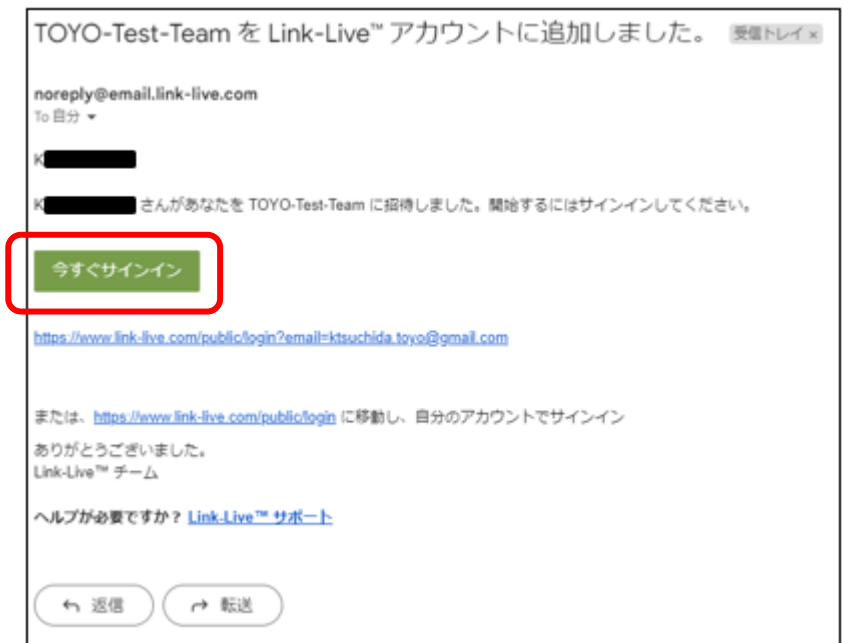 TOYO-Test-Team を Link-Live™ アカウントに追加しました。 受信トレイ ×
noreply@email.link-live.com
To 自分
K
K さんがあなたを TOYO-Test-Team に招待しました。開始するにはサインインしてください。
今すぐサインイン
https://www.link-live.com/public/login?email=ktsuchida.toyo@gmail.com
または、https://www.link-live.com/public/login に移動し、自分のアカウントでサインイン
ありがとうございました。
Link-Live™ チーム
ヘルプが必要ですか？ Link-Live™ サポート
返信 転送